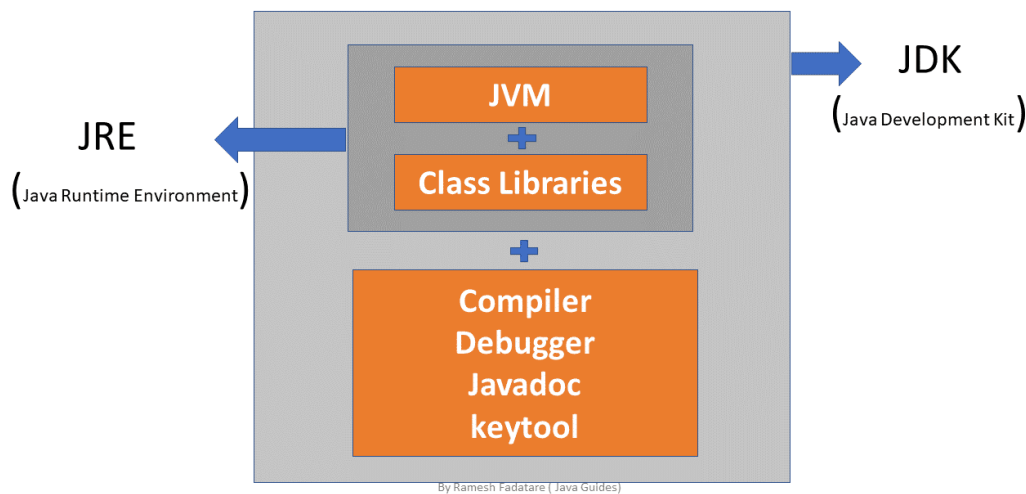 JDK
(Java Development Kit)
JVM
JRE
(Java Runtime Environment)
Class Libraries
Compiler
Debugger
Javadoc
keytool
By Ramesh Fadatare ( Java Guides)